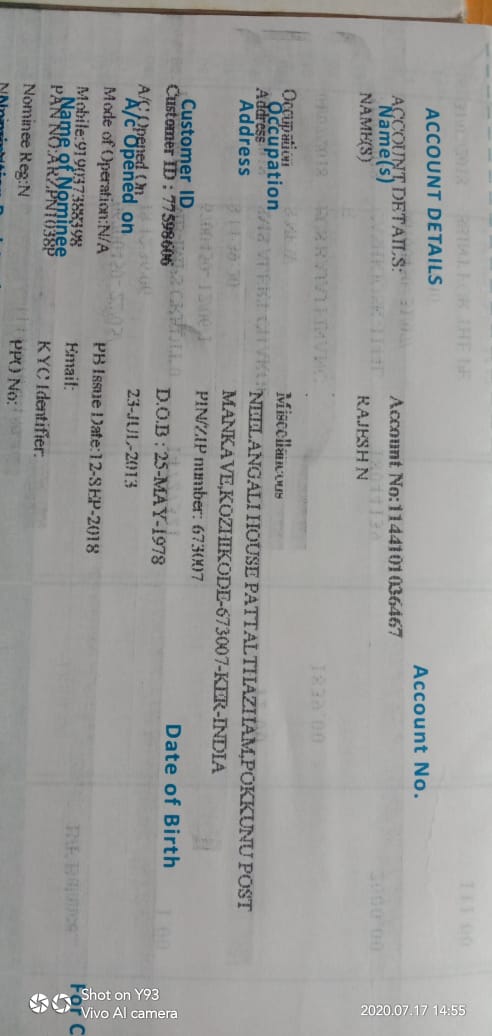 ACCOUNT DETAILS
Account No.
ACCOUNT DETAILS:
Account No:1144101036467
Name(s)
NAME(S)
RAJESH N
Occupation
Miscellaneous
Occupation
Address
NEELANGALI HOUSE PATTALTHAZHAM,POKKUNU POST
Address
MANKAVE,KOZHIKODE-673007-KER-INDIA
PIN/ZIP number: 673007
Customer ID
Date of Birth
Customer ID : 77598606
D.O.B : 25-MAY-1978
A/C Opened On
23-JUL-2013
A/c Opened on
Mode of Operation:N/A
PB Issue Date:12-SEP-2018
Mobile:919037388398
Email:
Name of Nominee
PAN NO:ARZPN1038P
KYC Identifier:
Nominee Reg:N
PPO No:
For
Shot on Y93
Vivo AI camera
2020.07.17 14:55